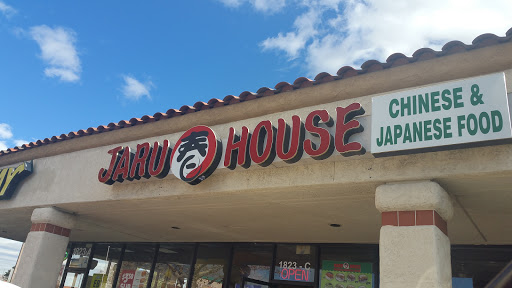 JARU HOUSE
CHINESE &
JAPANESE FOOD
1823 - C
OPEN